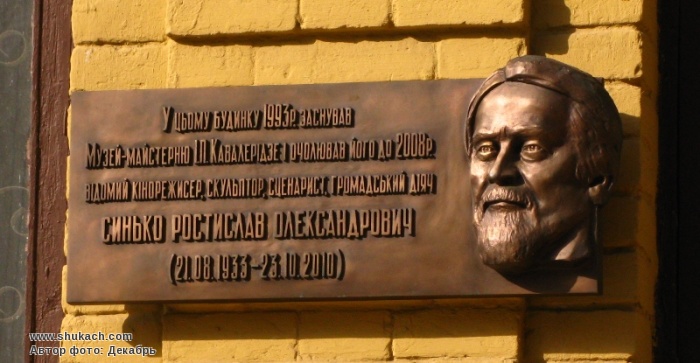 У цьому будинку 1993р. заснував
Музей-майстерню І.П. Кавалерідзе і очолював його до 2008р.
відомий кінорежисер, скульптор, сценарист, громадський діяч
СИНЬКО РОСТИСЛАВ ОЛЕКСАНДРОВИЧ
(21.08.1933–23.10.2010)
www.shukach.com
Автор фото: Декабрь